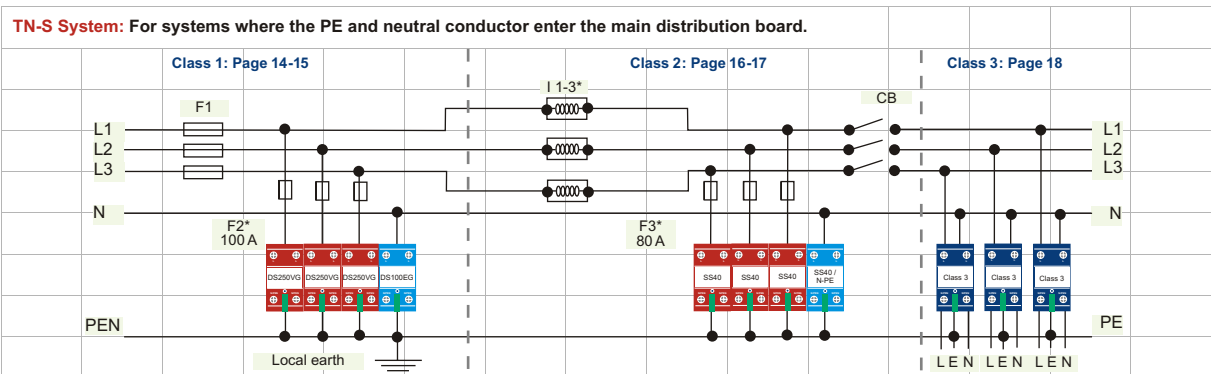 TN-S System: For systems where the PE and neutral conductor enter the main distribution board.
Class 1: Page 14-15
Class 2: Page 16-17
Class 3: Page 18
F1
I 1-3*
CB
L1
L2
L3
N
L1
L2
L3
N
F2*
100 A
F3*
80 A
DS250VG
DS250VG
DS250VG
DS100EG
SS40
SS40
SS40
SS40 /
N-PE
Class 3
Class 3
Class 3
PEN
PE
Local earth
L E N
L E N
L E N